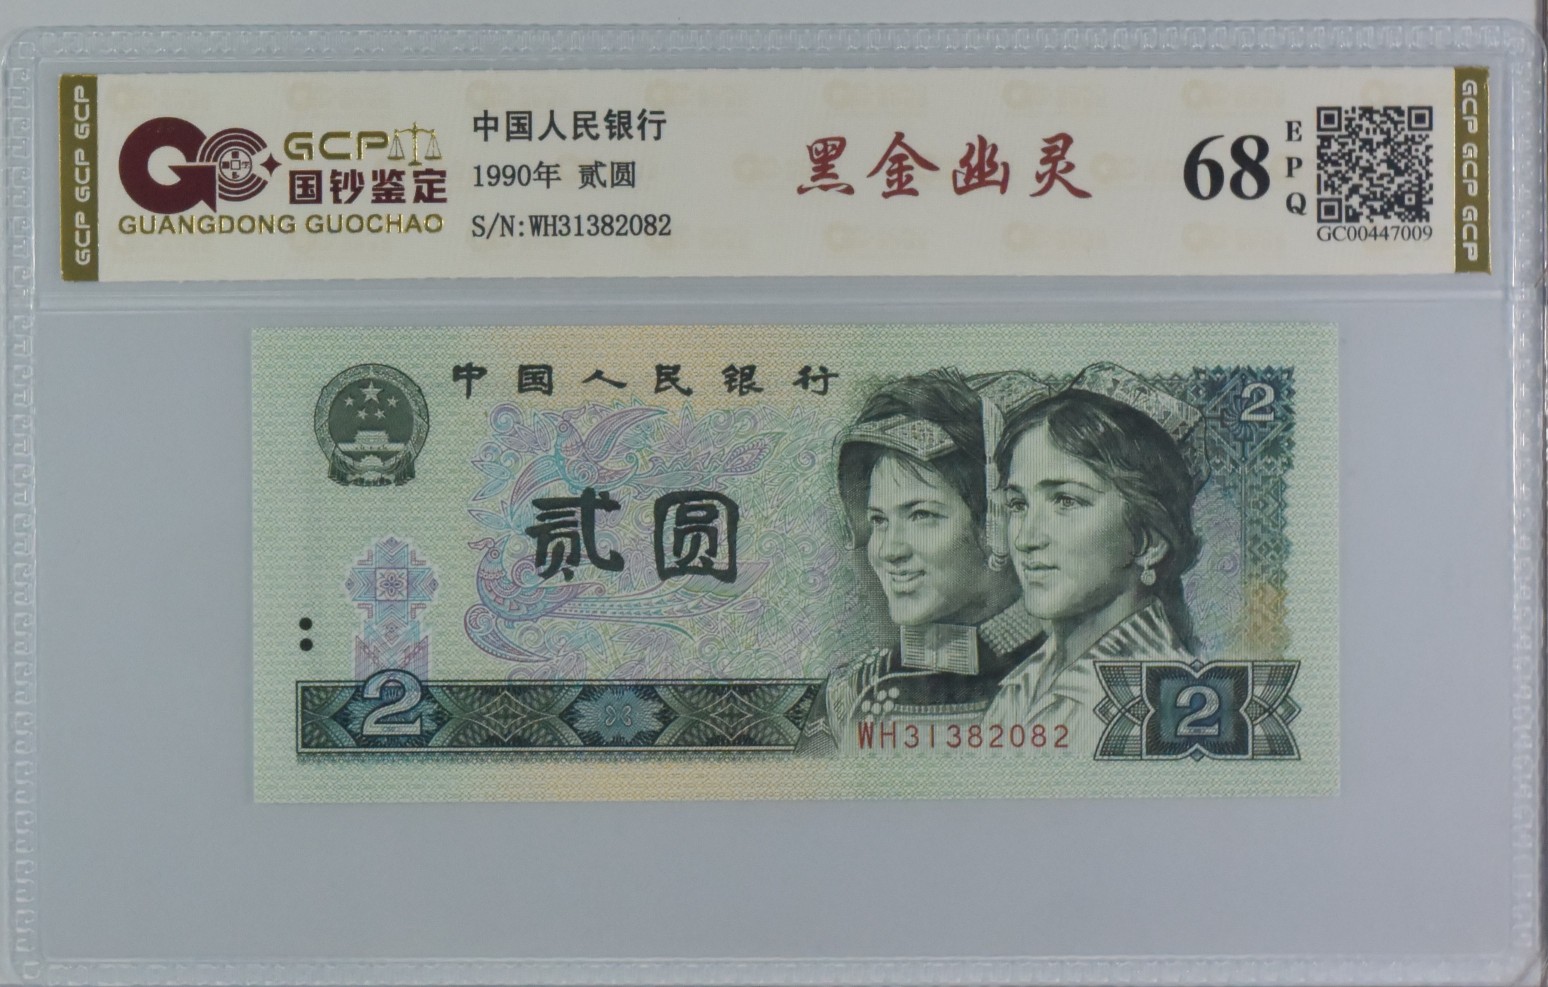 GCP GCP GCP
GCP
国钞鉴定
GUANGDONG GUOCHAO
中国人民银行
1990年 贰圆
S/N:WH31382082
黑金幽灵
68
EPQ
GC00447009
GCP GCP GCP
中国人民银行
2
贰圆
2
WH31382082
2